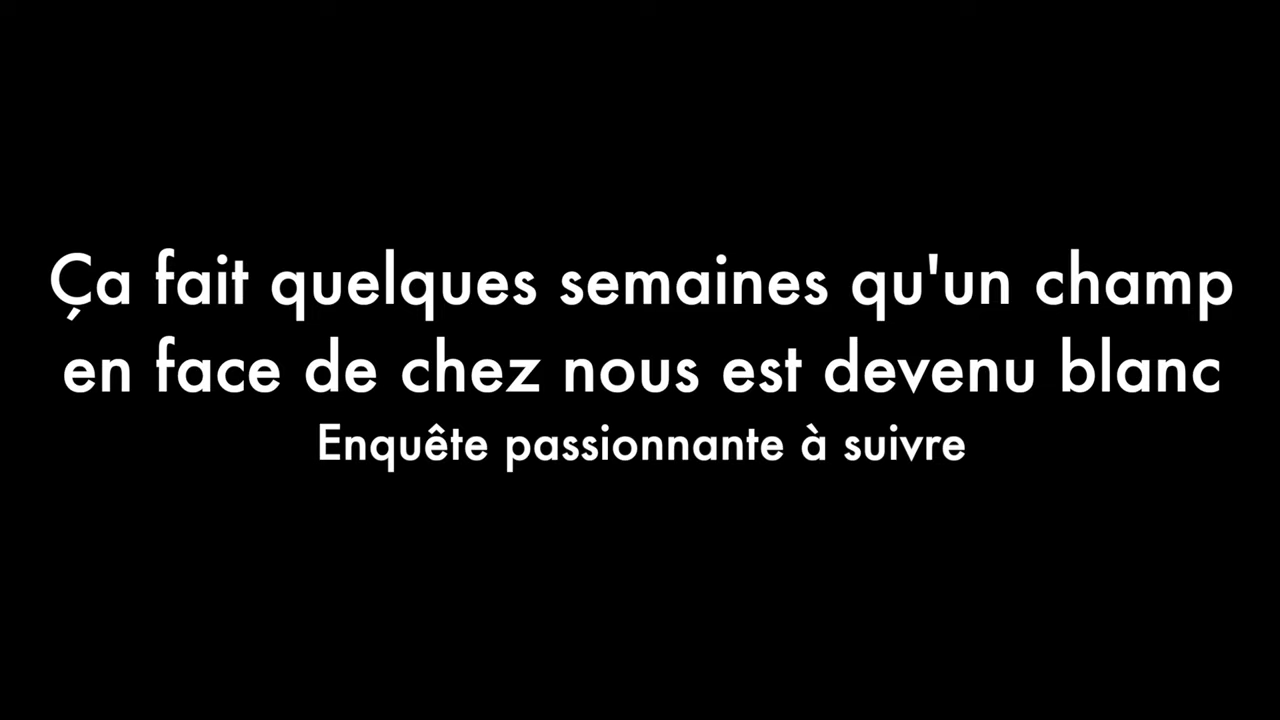 Ça fait quelques semaines qu'un champ
en face de chez nous est devenu blanc
Enquête passionnante à suivre